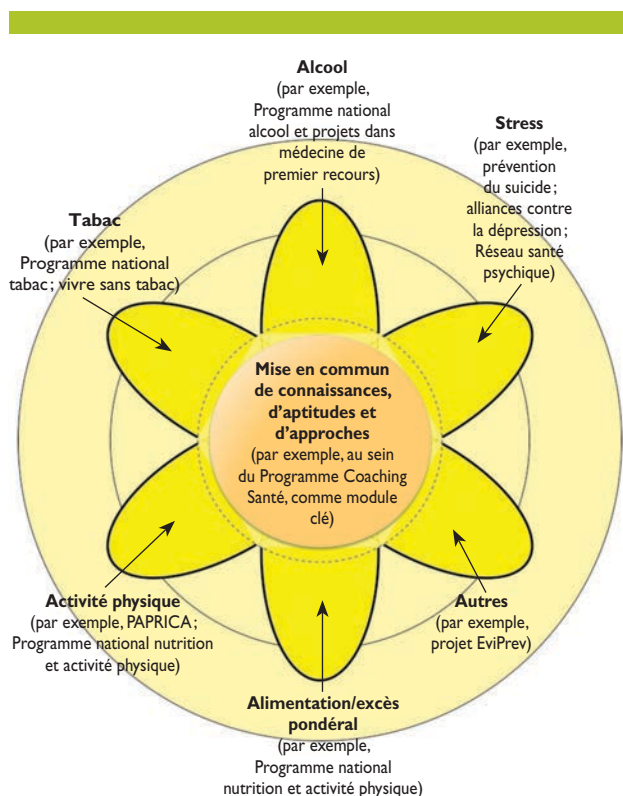 Alcool
(par exemple,
Programme national
alcool et projets dans
médecine de
premier recours)
Stress
(par exemple,
prévention
du suicide;
alliances contre
la dépression;
Réseau santé
psychique)
Tabac
(par exemple,
Programme national
tabac; vivre sans tabac)
Mise en commun
de connaissances,
d'aptitudes et
d'approches
(par exemple, au sein
du Programme Coaching
Santé, comme module
clé)
Activité physique
(par exemple, PAPRICA;
Programme national nutrition
et activité physique)
Autres
(par exemple,
projet EviPrev)
Alimentation/excès
pondéral
(par exemple,
Programme national
nutrition et activité physique)